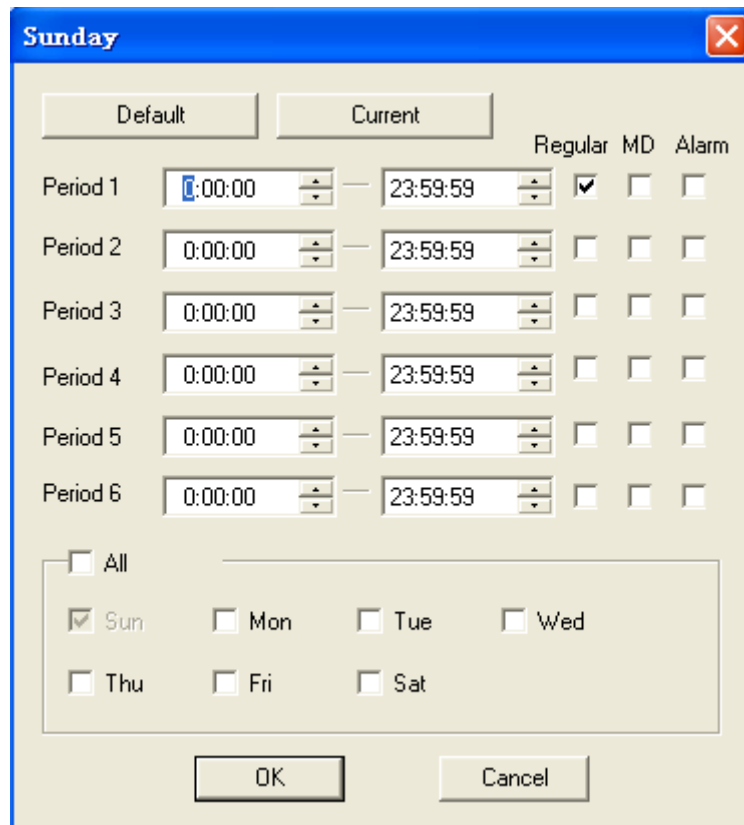 Sunday
Default Current
Regular MD Alarm
Period 1 0:00:00 — 23:59:59
Period 2 0:00:00 — 23:59:59
Period 3 0:00:00 — 23:59:59
Period 4 0:00:00 — 23:59:59
Period 5 0:00:00 — 23:59:59
Period 6 0:00:00 — 23:59:59
All
Sun Mon Tue Wed
Thu Fri Sat
OK Cancel